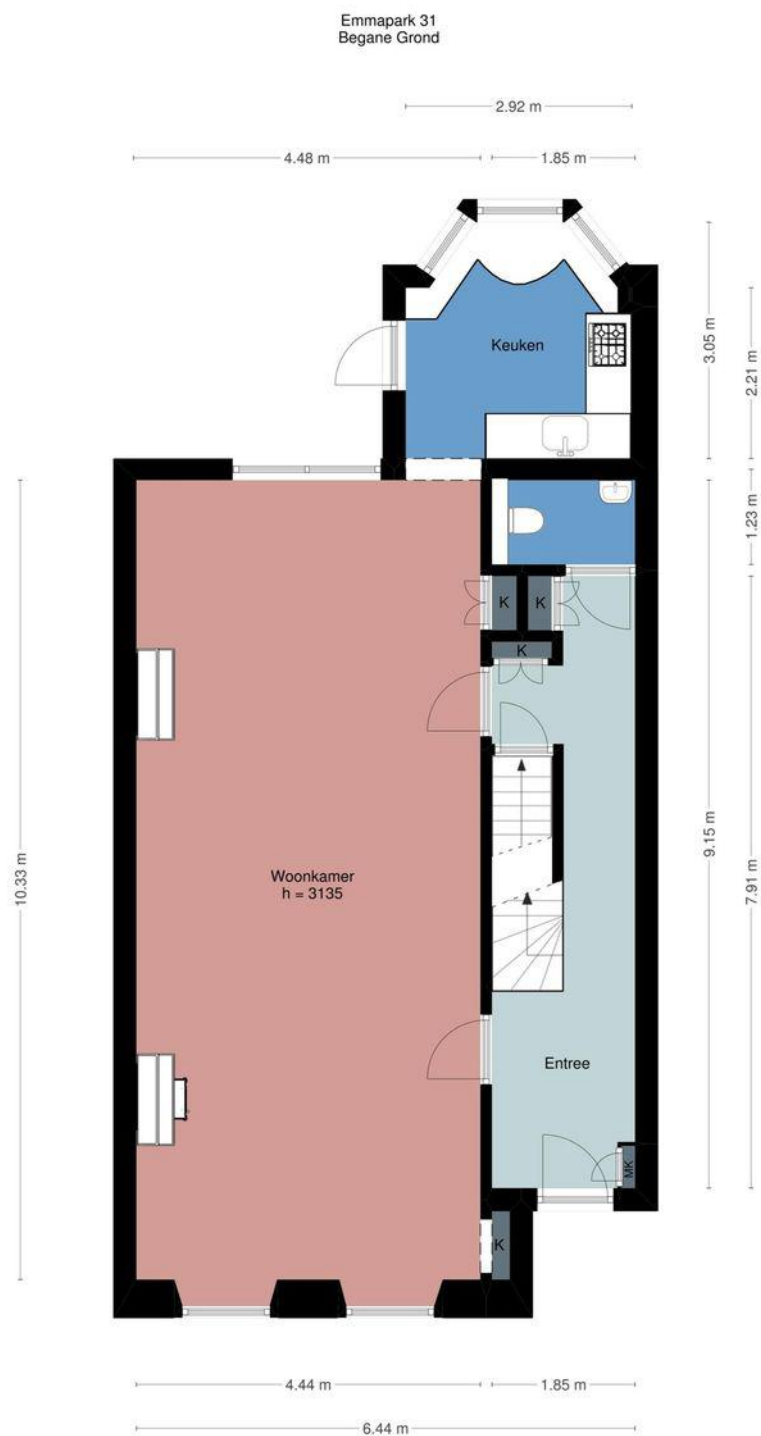 Emmapark 31
Begane Grond
2.92 m
4.48 m
1.85 m
Keuken
3.05 m
2.21 m
1.23 m
K
K
K
10.33 m
Woonkamer
h = 3135
9.15 m
7.91 m
Entree
MK
K
4.44 m
1.85 m
6.44 m